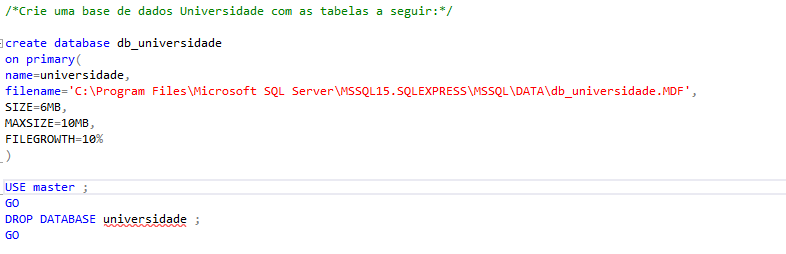 /*Crie uma base de dados Universidade com as tabelas a seguir:*/
create database db_universidade
on primary(
name=universidade,
filename='C:\Program Files\Microsoft SQL Server\MSSQL15.SQLEXPRESS\MSSQL\DATA\db_universidade.MDF',
SIZE=6MB,
MAXSIZE=10MB,
FILEGROWTH=10%
)
USE master ;
GO
DROP DATABASE universidade ;
GO